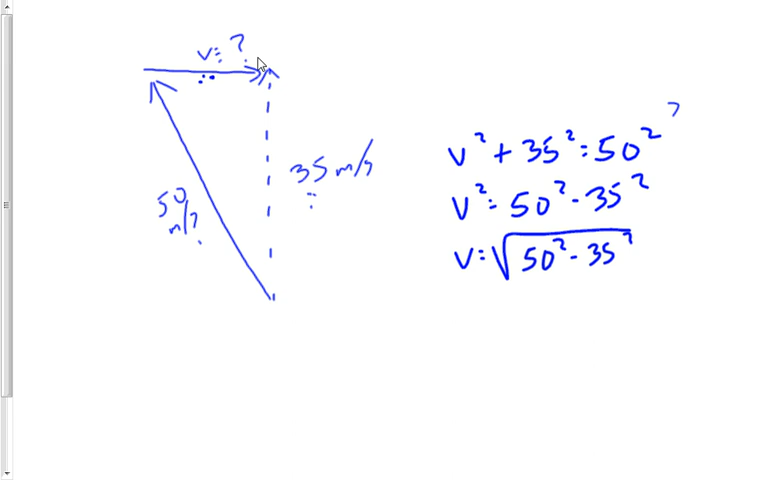 v = ?
50
m/s
35 m/s
v² + 35² = 50²
v² = 50² - 35²
v = √50² - 35²